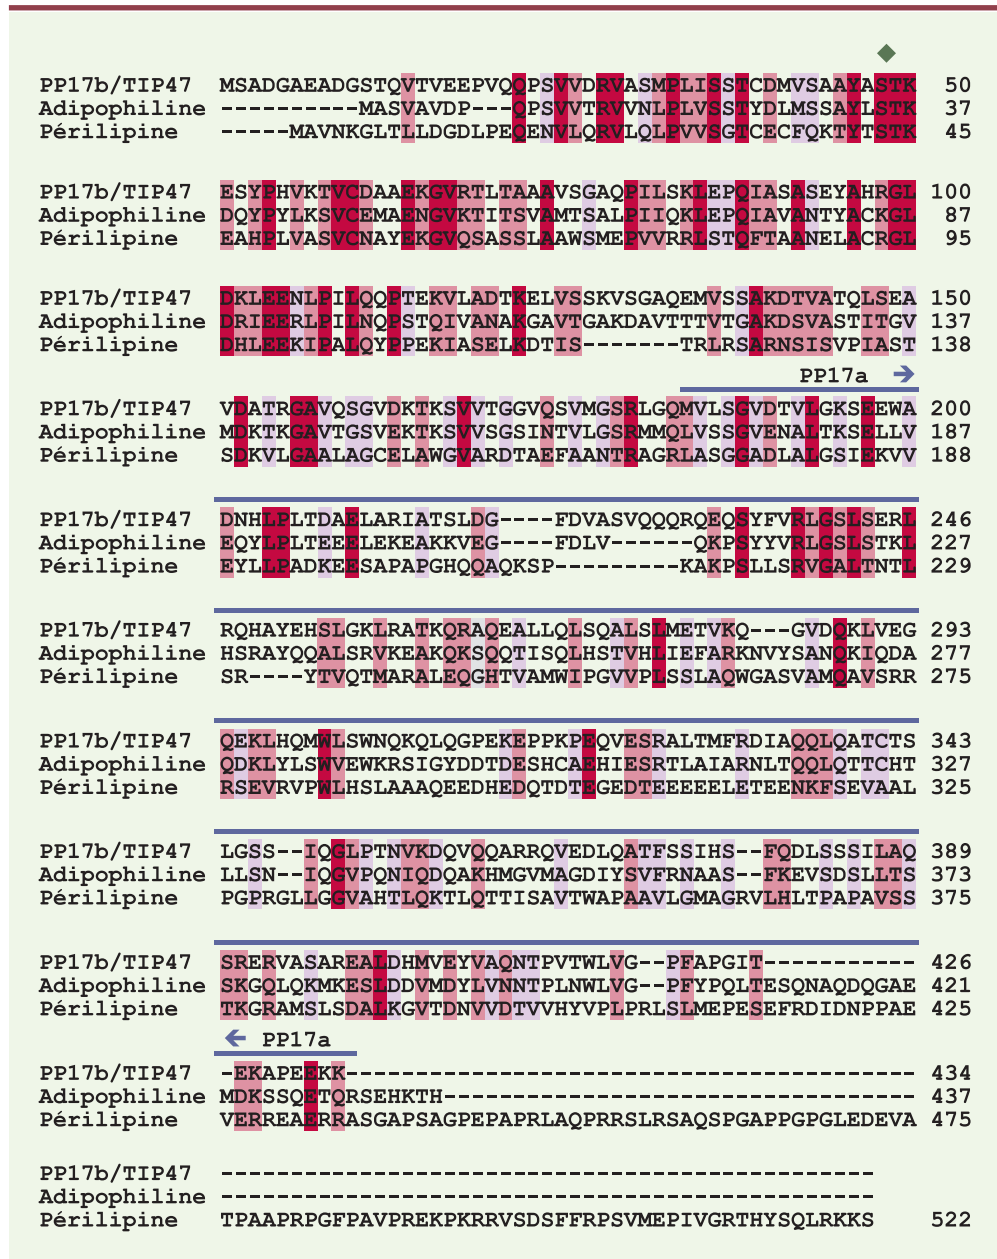 PP17b/TIP47 MSADGAEADGSTQVTVEEPVQQPSVVDRVASMPLISSTCDMVSAAYASTK 50
Adipophiline ----------MASVAVDP---QPSVVTRVVNLPLVSSTYDLMSSAYLSTK 37
Périlipine -----MAVNKGLTLLDGDLPEQENVLQRVLQLPVVSGTCECFQKTYTSTK 45
PP17b/TIP47 ESYPHVKTVCDAAEKGVRTLTAAAVSGAQPILSKLEPQIASASEYAHRGL 100
Adipophiline DQYPYLKSVCEMAENGVKTITSVAMTSALPIIQKLEPQIAVANTYACKGL 87
Périlipine EAHPLVASVCNAYEKGVQSASSLAAWSMEPVVRRLSTQFTAANELACRGL 95
PP17b/TIP47 DKLEENLPILQQPTEKVLADTKELVSSKVSGAQEMVSSAKDTVATQLSEA 150
Adipophiline DRIEERLPILNQPSTQIVANAKGAVTGAKDAVTTTVTGAKDSVASTITGV 137
Périlipine DHLEEKIPALQYPPEKIASELKDTIS-------TRLRSARNSISVPIAST 138
PP17a →
PP17b/TIP47 VDATRGAVQSGVDKTKSVVTGGVQSVMGSRLGQMVLSGVDTVLGKSEEWA 200
Adipophiline MDKTKGAVTGSVEKTKSVVSGSINTVLGSRMMQLVSSGVENALTKSELLV 187
Périlipine SDKVLGAALAGCELAWGVARDTAEFAANTRAGRLASGGADLALGSIEKVV 188
PP17b/TIP47 DNHLPLTDAELARIATSLDG----FDVASVQQQRQEQSYFVRLGSLSERL 246
Adipophiline EQYLPLTEEELEKEAKKVEG----FDLV------QKPSYYVRLGSLSTKL 227
Périlipine EYLLPADKEESAPAPGHQQAQKSP---------KAKPSLLSRVGALTNTL 229
PP17b/TIP47 RQHAYEHSLGKLRATKQRAQEALLQLSQALSLMETVKQ---GVDQKLVEG 293
Adipophiline HSRAYQQALSRVKEAKQKSQQTISQLHSTVHLIEFARKNVYSANQKIQDA 277
Périlipine SR----YTVQTMARALEQGHTVAMWIPGVVPLSSLAQWGASVAMQAVSRR 275
PP17b/TIP47 QEKLHQMWLSWNQKQLQGPEKEPPKPEQVESRALTMFRDIAQQLQATCTS 343
Adipophiline QDKLYLSWVEWKRSIGYDDTDESHCAEHIESRTLAIARNLTQQLQTTCHT 327
Périlipine RSEVRVPWLHSLAAAQEEDHEDQTDTEGEDTEEEEELETEENKFSEVAAL 325
PP17b/TIP47 LGSS--IQGLPTNVKDQVQQARRQVEDLQATFSSIHS--FQDLSSSILAQ 389
Adipophiline LLSN--IQGVPQNIQDQAKHMGVMAGDIYSVFRNAAS--FKEVSDSLLTS 373
Périlipine PGPRGLLGGVAHTLQKTLQTTISAVTWAPAAVLGMAGRVLHLTPAPAVSS 375
PP17b/TIP47 SRERVASAREALDHMVEYVAQNTPVTWLVG--PFAPGIT----------- 426
Adipophiline SKGQLQKMKESLDDVMDYLVNNTPLNWLVG--PFYPQLTESQNAQDQGAE 421
Périlipine TKGRAMSLSDALKGVTDNVVDTVVHYVPLPRLSLMEPESEFRDIDNPPAE 425
← PP17a
PP17b/TIP47 -EKAPEEKK----------------------------------------- 434
Adipophiline MDKSSQETQRSEHKTH---------------------------------- 437
Périlipine VERREAERRASGAPSAGPEPAPRLAQPRRSLRSAQSPGAPPGPGLEDEVA 475
PP17b/TIP47 -----------------------------------------------
Adipophiline -----------------------------------------------
Périlipine TPAAPRPGFPAVPREKPKRRVSDSFFRPSVMEPIVGRTHYSQLRKKS 522